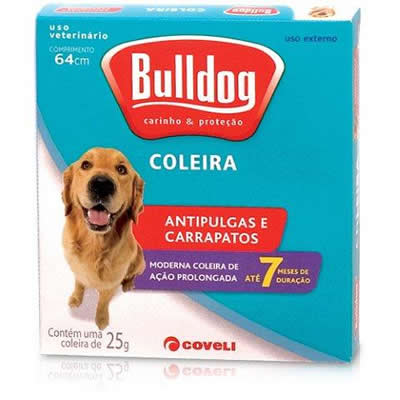 uso
veterinário
COMPRIMENTO
64cm
uso externo
Bulldog
carinho & proteção
COLEIRA
ANTIPULGAS E
CARRAPATOS
MODERNA COLEIRA DE
AÇÃO PROLONGADA
ATÉ 7 MESES DE
DURAÇÃO
Contém uma
coleira de 25g
COVELI